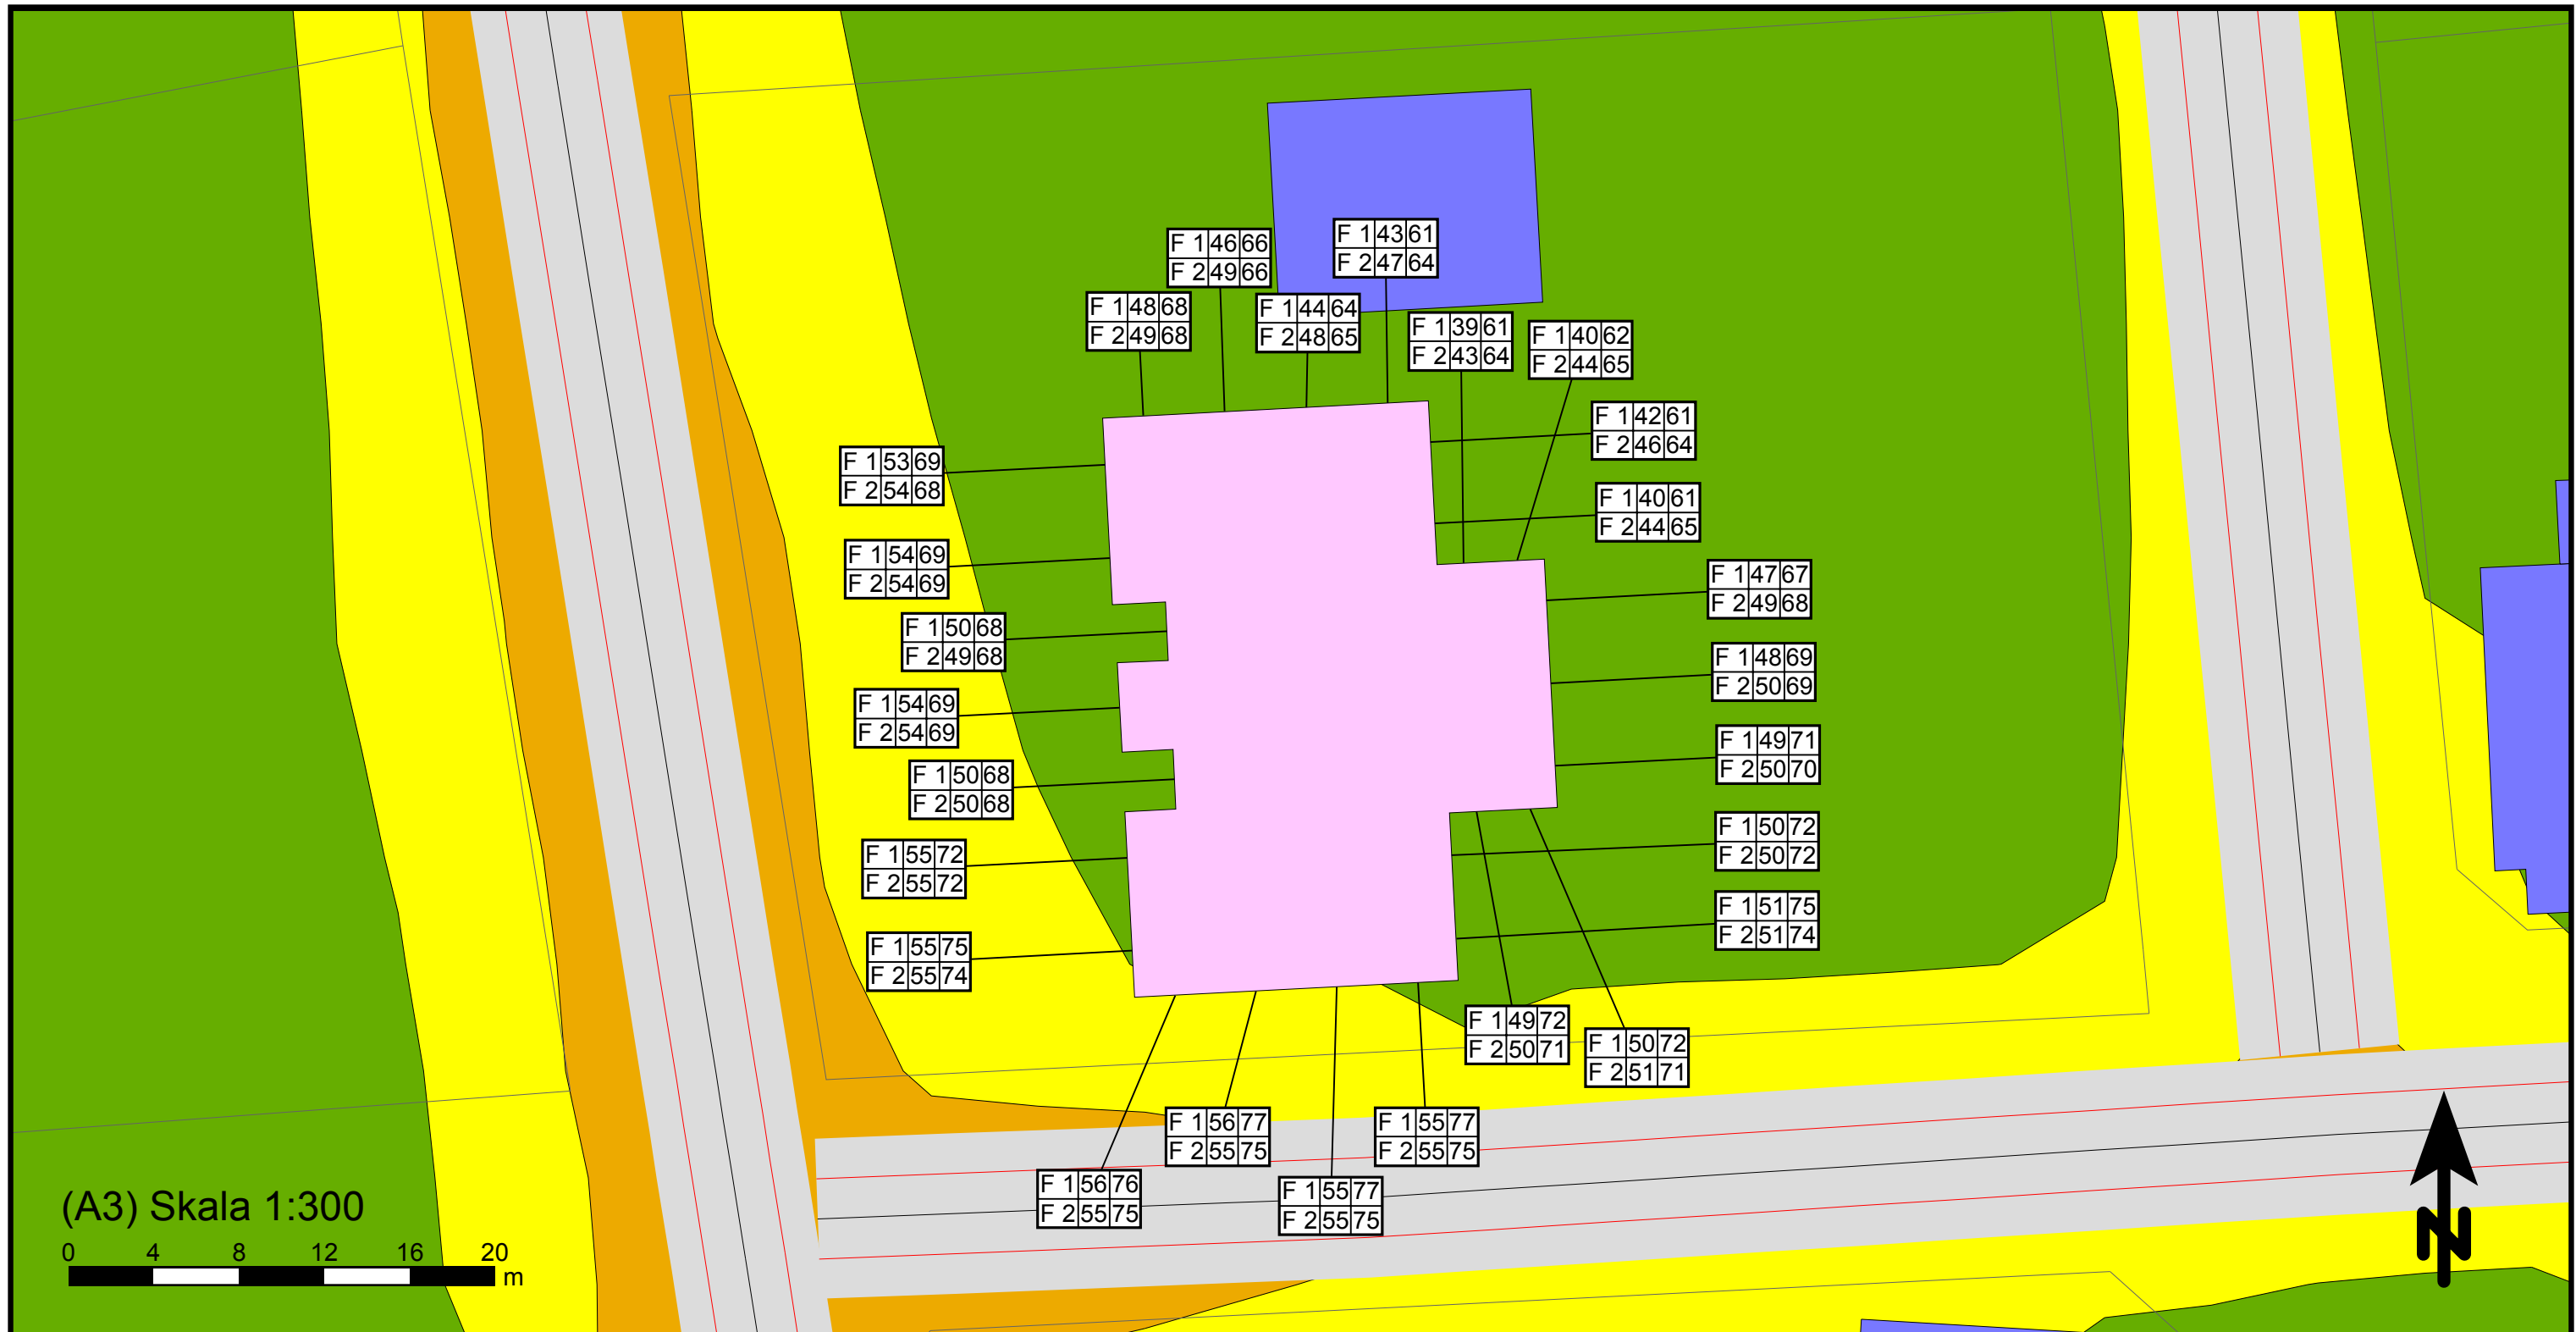 F 1 43 61
F 2 47 64
F 1 46 66
F 2 49 66
F 1 48 68
F 2 49 68
F 1 44 64
F 2 48 65
F 1 39 61
F 2 43 64
F 1 40 62
F 2 44 65
F 1 42 61
F 2 46 64
F 1 53 69
F 2 54 68
F 1 40 61
F 2 44 65
F 1 54 69
F 2 54 69
F 1 47 67
F 2 49 68
F 1 50 68
F 2 49 68
F 1 48 69
F 2 50 69
F 1 54 69
F 2 54 69
F 1 49 71
F 2 50 70
F 1 50 68
F 2 50 68
F 1 50 72
F 2 50 72
F 1 55 72
F 2 55 72
F 1 51 75
F 2 51 74
F 1 55 75
F 2 55 74
F 1 49 72
F 2 50 71
F 1 50 72
F 2 51 71
F 1 56 77
F 2 55 75
F 1 55 77
F 2 55 75
F 1 56 76
F 2 55 75
F 1 55 77
F 2 55 75
(A3) Skala 1:300
0 4 8 12 16 20
m
N